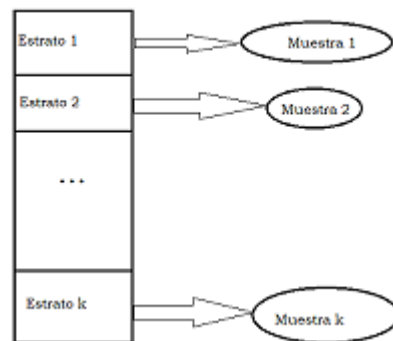 Estrato 1
Muestra 1
Estrato 2
Muestra 2
...
Estrato k
Muestra k